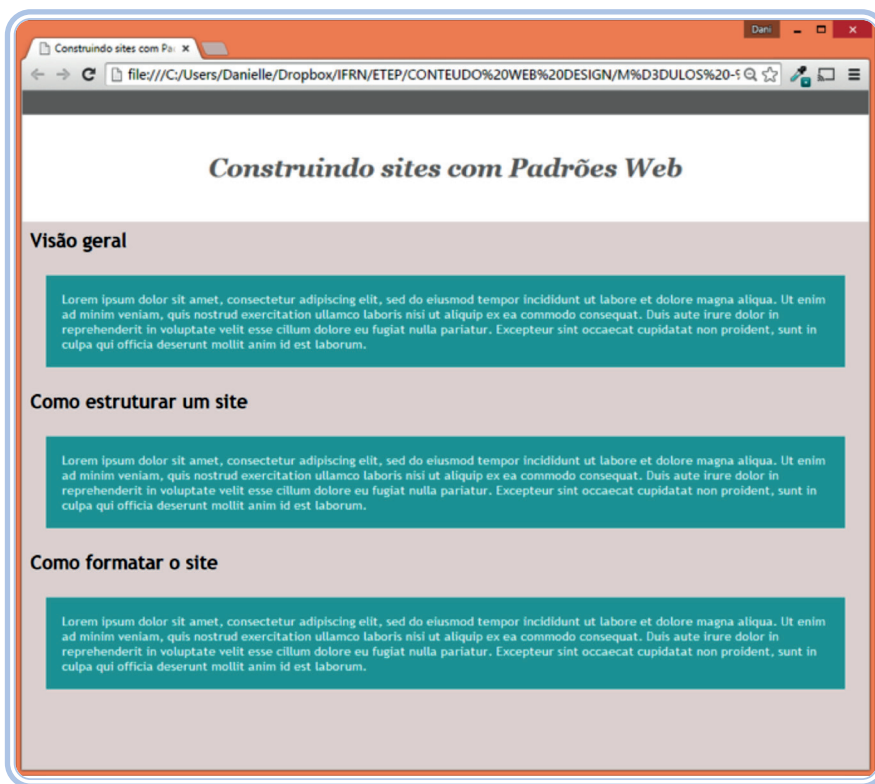 Dani
Construindo sites com Pa
file:///C:/Users/Danielle/Dropbox/IFRN/ETEP/CONTEUDO%20WEB%20DESIGN/M%D3DULOS%20-
Construindo sites com Padrões Web
Visão geral
Lorem ipsum dolor sit amet, consectetur adipiscing elit, sed do eiusmod tempor incididunt ut labore et dolore magna aliqua. Ut enim
ad minim veniam, quis nostrud exercitation ullamco laboris nisi ut aliquip ex ea commodo consequat. Duis aute irure dolor in
reprehenderit in voluptate velit esse cillum dolore eu fugiat nulla pariatur. Excepteur sint occaecat cupidatat non proident, sunt in
culpa qui officia deserunt mollit anim id est laborum.
Como estruturar um site
Lorem ipsum dolor sit amet, consectetur adipiscing elit, sed do eiusmod tempor incididunt ut labore et dolore magna aliqua. Ut enim
ad minim veniam, quis nostrud exercitation ullamco laboris nisi ut aliquip ex ea commodo consequat. Duis aute irure dolor in
reprehenderit in voluptate velit esse cillum dolore eu fugiat nulla pariatur. Excepteur sint occaecat cupidatat non proident, sunt in
culpa qui officia deserunt mollit anim id est laborum.
Como formatar o site
Lorem ipsum dolor sit amet, consectetur adipiscing elit, sed do eiusmod tempor incididunt ut labore et dolore magna aliqua. Ut enim
ad minim veniam, quis nostrud exercitation ullamco laboris nisi ut aliquip ex ea commodo consequat. Duis aute irure dolor in
reprehenderit in voluptate velit esse cillum dolore eu fugiat nulla pariatur. Excepteur sint occaecat cupidatat non proident, sunt in
culpa qui officia deserunt mollit anim id est laborum.